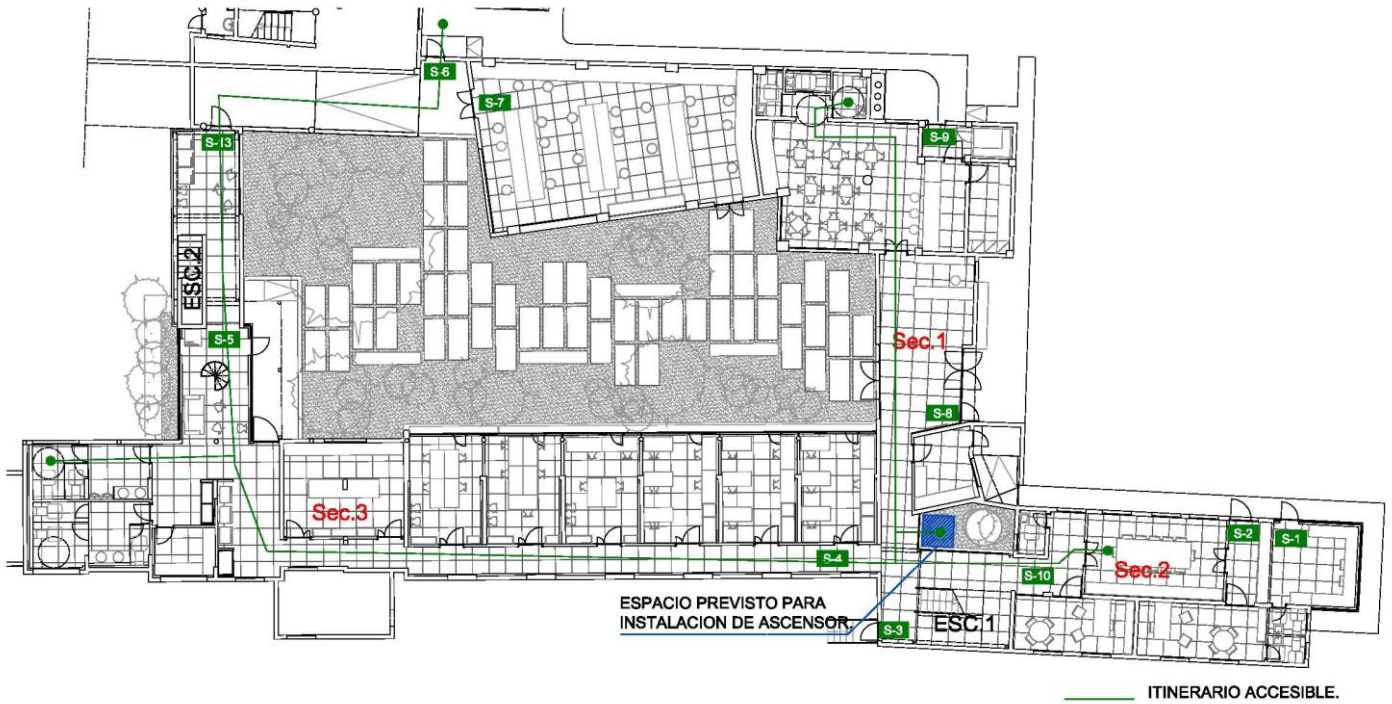 S-6
S-7
S-9
S-13
ESC.2
S-5
Sec.1
S-8
Sec.3
S-4
S-10
Sec.2
S-2
S-1
ESPACIO PREVISTO PARA
INSTALACION DE ASCENSOR.
S-3
ESC.1
ITINERARIO ACCESIBLE.